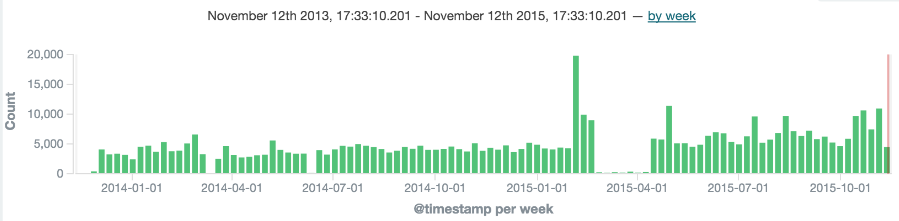 November 12th 2013, 17:33:10.201 - November 12th 2015, 17:33:10.201 — by week
20,000
15,000
10,000
5,000
0
Count
2014-01-01 2014-04-01 2014-07-01 2014-10-01 2015-01-01 2015-04-01 2015-07-01 2015-10-01
@timestamp per week